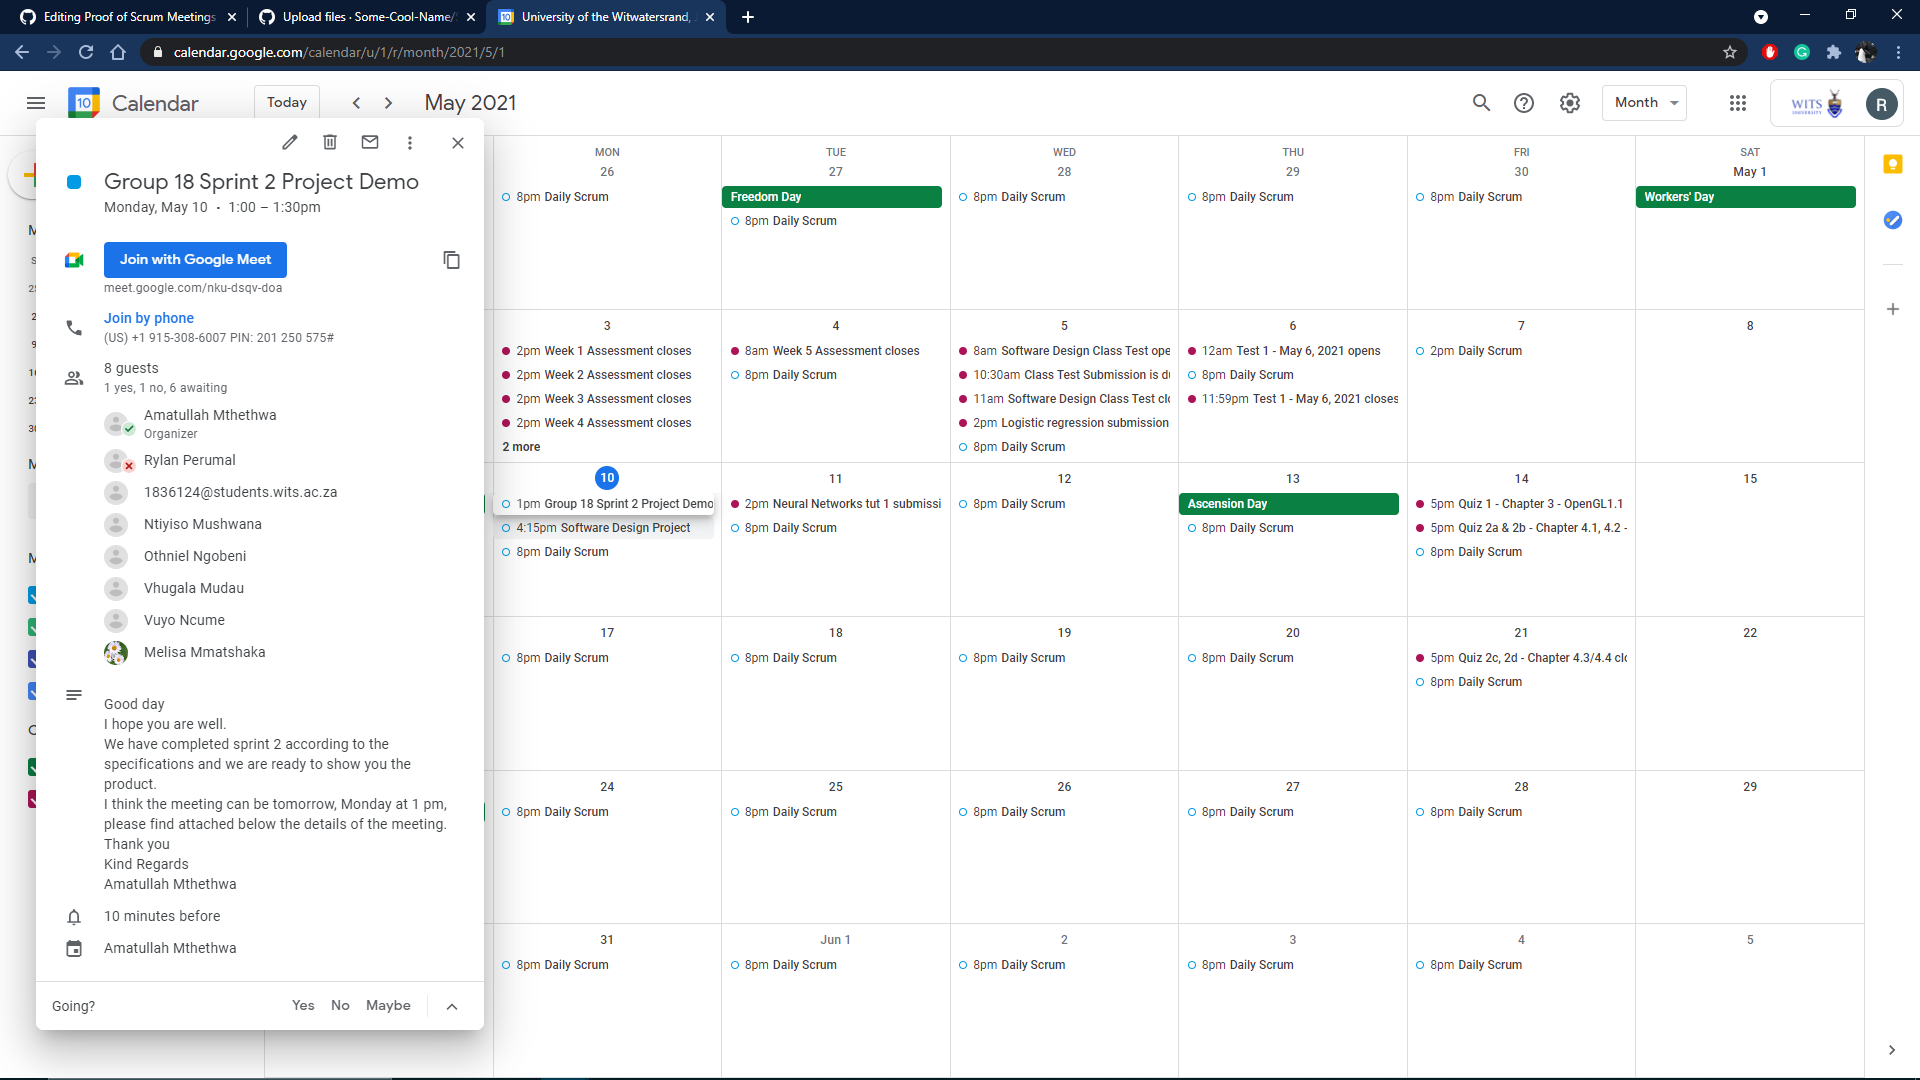 Editing Proof of Scrum Meetings
Upload files · Some-Cool-Name/
University of the Witwatersrand,
calendar.google.com/calendar/u/1/r/month/2021/5/1
10
Calendar
Today
May 2021
Month
WITS
UNIVERSITY
R
Group 18 Sprint 2 Project Demo
Monday, May 10 · 1:00 – 1:30pm
Join with Google Meet
meet.google.com/nku-dsqv-doa
Join by phone
(US) +1 915-308-6007 PIN: 201 250 575#
8 guests
1 yes, 1 no, 6 awaiting
Amatullah Mthethwa
Organizer
Rylan Perumal
1836124@students.wits.ac.za
Ntiyiso Mushwana
Othniel Ngobeni
Vhugala Mudau
Vuyo Ncume
Melisa Mmatshaka
Good day
I hope you are well.
We have completed sprint 2 according to the
specifications and we are ready to show you the
product.
I think the meeting can be tomorrow, Monday at 1 pm,
please find attached below the details of the meeting.
Thank you
Kind Regards
Amatullah Mthethwa
10 minutes before
Amatullah Mthethwa
Going? Yes No Maybe
MON TUE WED THU FRI SAT
26 27 28 29 30 May 1
8pm Daily Scrum
Freedom Day
8pm Daily Scrum
8pm Daily Scrum
8pm Daily Scrum
8pm Daily Scrum
Workers' Day
3 4 5 6 7 8
2pm Week 1 Assessment closes
2pm Week 2 Assessment closes
2pm Week 3 Assessment closes
2pm Week 4 Assessment closes
2 more
8am Week 5 Assessment closes
8pm Daily Scrum
8am Software Design Class Test ope
10:30am Class Test Submission is du
11am Software Design Class Test clo
2pm Logistic regression submission
8pm Daily Scrum
12am Test 1 - May 6, 2021 opens
8pm Daily Scrum
11:59pm Test 1 - May 6, 2021 closes
2pm Daily Scrum
10 11 12 13 14 15
1pm Group 18 Sprint 2 Project Demo
4:15pm Software Design Project
8pm Daily Scrum
2pm Neural Networks tut 1 submissi
8pm Daily Scrum
8pm Daily Scrum
Ascension Day
8pm Daily Scrum
5pm Quiz 1 - Chapter 3 - OpenGL1.1
5pm Quiz 2a & 2b - Chapter 4.1, 4.2 -
8pm Daily Scrum
17 18 19 20 21 22
8pm Daily Scrum
8pm Daily Scrum
8pm Daily Scrum
8pm Daily Scrum
5pm Quiz 2c, 2d - Chapter 4.3/4.4 clo
8pm Daily Scrum
24 25 26 27 28 29
8pm Daily Scrum
8pm Daily Scrum
8pm Daily Scrum
8pm Daily Scrum
8pm Daily Scrum
31 Jun 1 2 3 4 5
8pm Daily Scrum
8pm Daily Scrum
8pm Daily Scrum
8pm Daily Scrum
8pm Daily Scrum